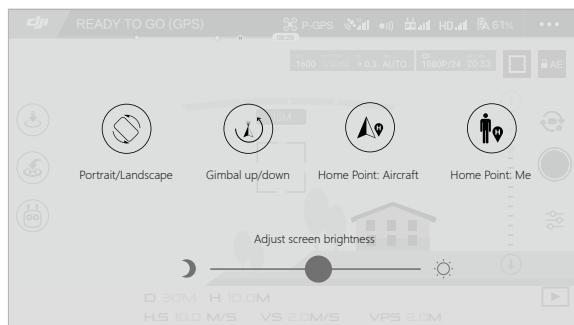 dji READY TO GO (GPS) P-GPS HD 61%
1600 +0.3 AUTO 1080P/24 20:33 AE
Portrait/Landscape Gimbal up/down Home Point: Aircraft Home Point: Me
Adjust screen brightness
D 30M H 10.0M
H.S 10.0 M/S VS 2.0M/S VPS 2.0M